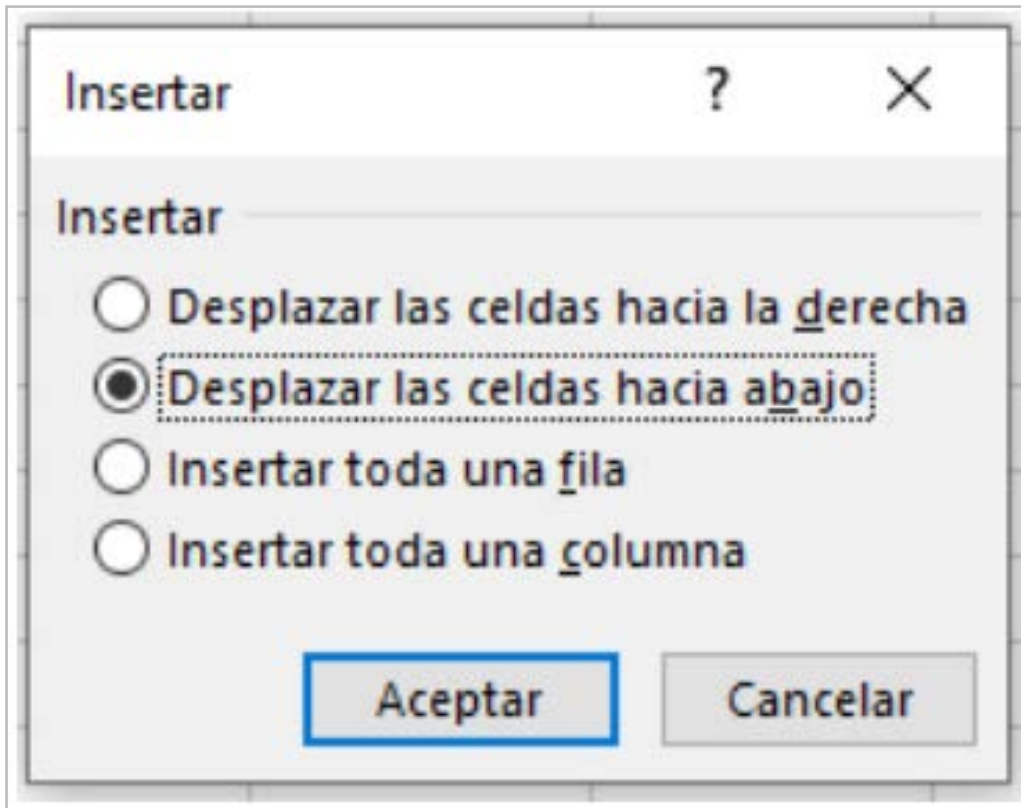 Insertar ?
Insertar
Desplazar las celdas hacia la derecha
Desplazar las celdas hacia abajo
Insertar toda una fila
Insertar toda una columna
Aceptar Cancelar